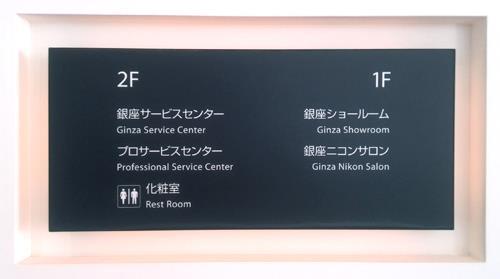 2F
銀座サービスセンター
Ginza Service Center
プロサービスセンター
Professional Service Center
化粧室
Rest Room
1F
銀座ショールーム
Ginza Showroom
銀座ニコンサロン
Ginza Nikon Salon